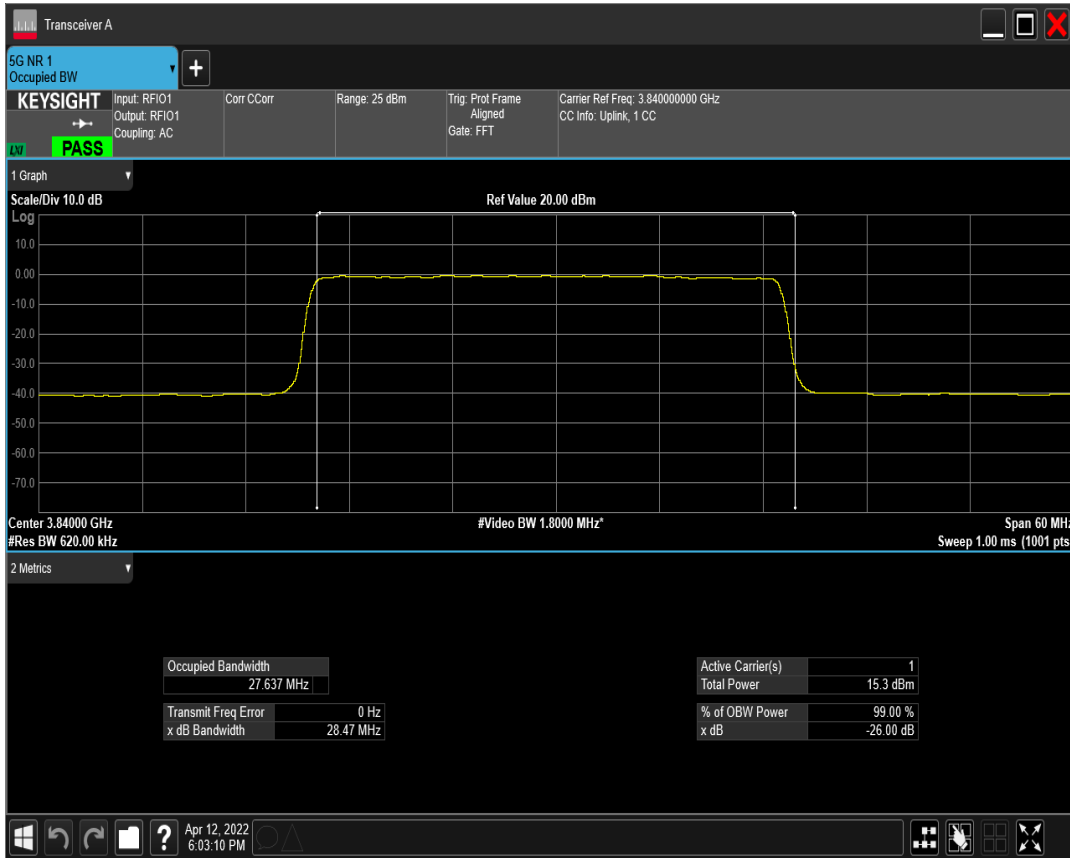 Transceiver A
5G NR 1
Occupied BW
+
KEYSIGHT
LXI
PASS
Input: RFIO1
Output: RFIO1
Coupling: AC
Corr CCorr
Range: 25 dBm
Trig: Prot Frame
Aligned
Gate: FFT
Carrier Ref Freq: 3.840000000 GHz
CC Info: Uplink, 1 CC
1 Graph
Scale/Div 10.0 dB
Ref Value 20.00 dBm
Log
10.0
0.00
-10.0
-20.0
-30.0
-40.0
-50.0
-60.0
-70.0
Center 3.84000 GHz
#Video BW 1.8000 MHz*
Span 60 MHz
#Res BW 620.00 kHz
Sweep 1.00 ms (1001 pts
2 Metrics
Occupied Bandwidth
27.637 MHz
Transmit Freq Error 0 Hz
x dB Bandwidth 28.47 MHz
Active Carrier(s) 1
Total Power 15.3 dBm
% of OBW Power 99.00 %
x dB -26.00 dB
?
Apr 12, 2022
6:03:10 PM